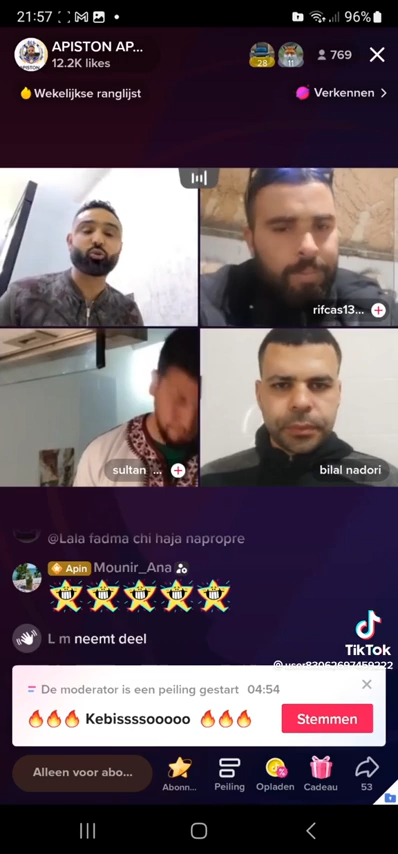 21:57
96%
APISTON AP...
12.2K likes
28
11
769
Wekelijkse ranglijst
Verkennen
rifcas13...
sultan ...
bilal nadori
@Lala fadma chi haja napropre
Apin Mounir_Ana
L m neemt deel
TikTok
@user83062697459222
De moderator is een peiling gestart 04:54
🔥🔥🔥 Kebissssooooo 🔥🔥🔥
Stemmen
Alleen voor abo...
Abonn...
Peiling
Opladen
Cadeau
53